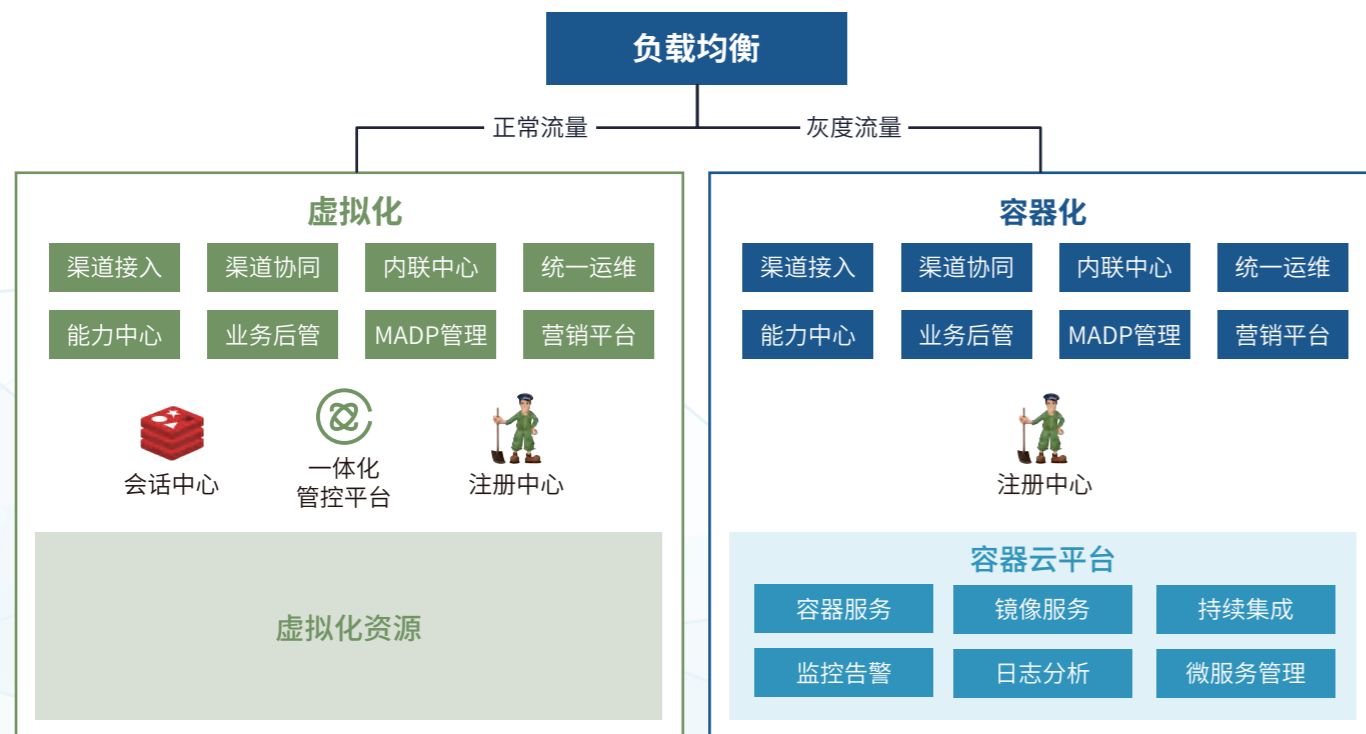 负载均衡
正常流量
灰度流量
虚拟化
渠道接入
渠道协同
内联中心
统一运维
能力中心
业务后管
MADP管理
营销平台
会话中心
一体化
管控平台
注册中心
虚拟化资源
容器化
渠道接入
渠道协同
内联中心
统一运维
能力中心
业务后管
MADP管理
营销平台
注册中心
容器云平台
容器服务
镜像服务
持续集成
监控告警
日志分析
微服务管理